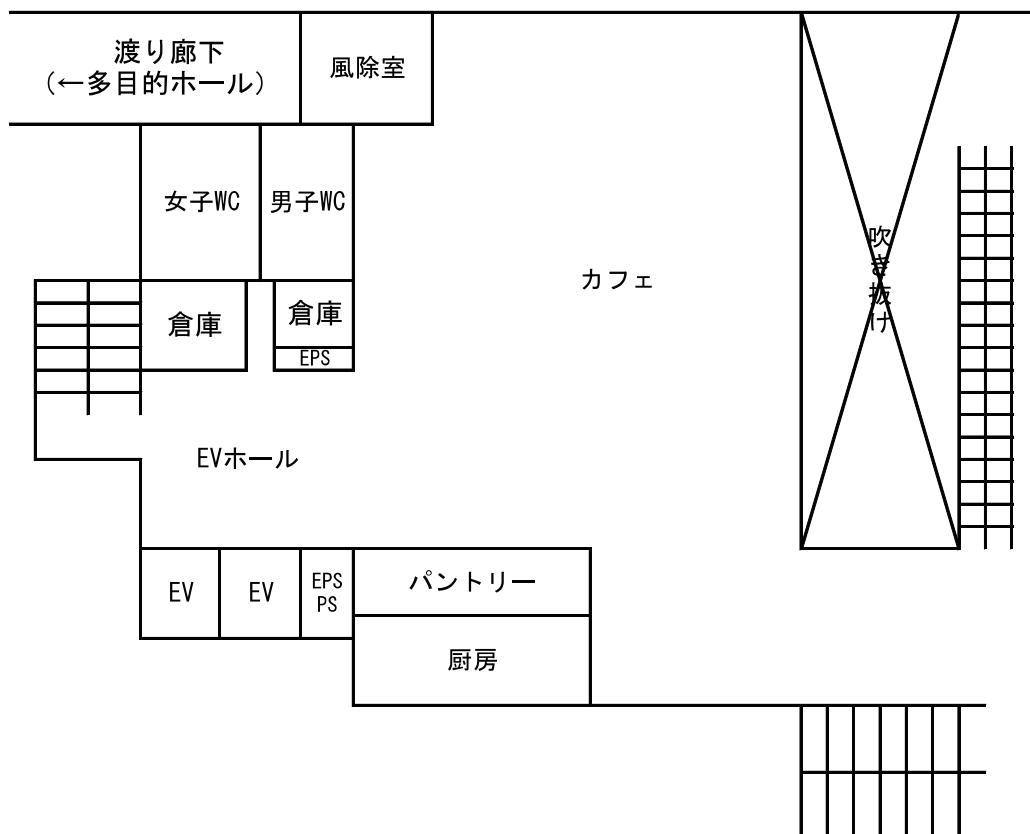 渡り廊下
(←多目的ホール)
風除室
女子WC
男子WC
カフェ
吹き抜け
倉庫
倉庫
EPS
EVホール
EV
EV
EPS
PS
パントリー
厨房